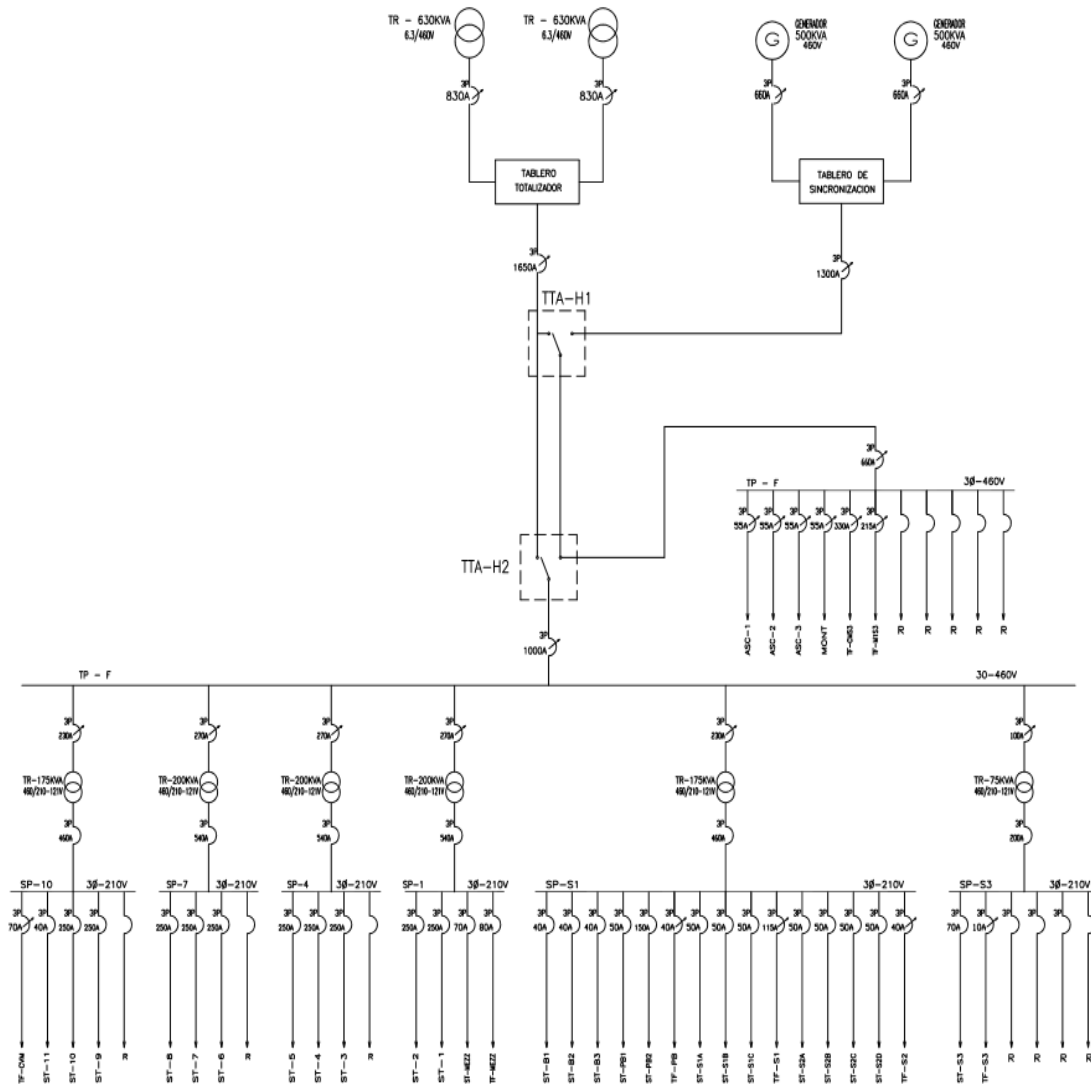 TR - 630KVA
6.3/460V
TR - 630KVA
6.3/460V
GENERADOR
500KVA
460V
GENERADOR
500KVA
460V
G
G
3P
830A
3P
830A
3P
660A
3P
660A
TABLERO
TOTALIZADOR
TABLERO DE
SINCRONIZACION
3P
1650A
3P
1300A
TTA-H1
3P
660A
TP - F
3Ø-460V
3P
55A
3P
55A
3P
55A
3P
55A
3P
330A
3P
215A
ASC-1
ASC-2
ASC-3
MONT
TTA-H2
3P
1000A
TP - F
30-460V
3P
230A
3P
270A
3P
270A
3P
270A
3P
230A
3P
100A
TR-175KVA
460/210-121V
TR-200KVA
460/210-121V
TR-200KVA
460/210-121V
TR-200KVA
460/210-121V
TR-175KVA
460/210-121V
TR-75KVA
460/210-121V
3P
460A
3P
540A
3P
540A
3P
540A
3P
460A
3P
200A
SP-10
3Ø-210V
SP-7
3Ø-210V
SP-4
3Ø-210V
SP-1
3Ø-210V
SP-S1
3Ø-210V
SP-S3
3Ø-210V
3P
70A
3P
40A
3P
250A
3P
250A
3P
250A
3P
250A
3P
250A
3P
250A
3P
250A
3P
250A
3P
250A
3P
250A
3P
70A
3P
80A
3P
40A
3P
40A
3P
40A
3P
50A
3P
150A
3P
40A
3P
50A
3P
50A
3P
50A
3P
115A
3P
50A
3P
50A
3P
50A
3P
50A
3P
40A
3P
70A
3P
10A
TF-CVM
ST-11
ST-10
ST-9
R
ST-8
ST-7
ST-6
R
ST-5
ST-4
ST-3
R
ST-2
ST-1
ST-MEZZ
TF-MEZZ
ST-B1
ST-B2
ST-B3
ST-PB1
ST-PB2
TF-PB
ST-S1A
ST-S1B
ST-S1C
TF-S1
ST-S2A
ST-S2B
ST-S2C
ST-S2D
TF-S2
ST-S3
TF-S3